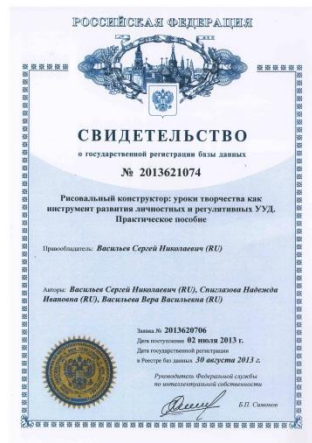 РОССИЙСКАЯ ФЕДЕРАЦИЯ
СВИДЕТЕЛЬСТВО
о государственной регистрации базы данных
№ 2013621074
Рисовальный конструктор: уроки творчества как
инструмент развития личностных и регулятивных УУД.
Практическое пособие
Правообладатель: Васильев Сергей Николаевич (RU)
Авторы: Васильев Сергей Николаевич (RU), Спиглазова Надежда
Ивановна (RU), Васильева Вера Васильевна (RU)
Заявка № 2013620706
Дата поступления 02 июля 2013 г.
Дата государственной регистрации
в Реестре баз данных 30 августа 2013 г.
Руководитель Федеральной службы
по интеллектуальной собственности
Б.П. Симонов